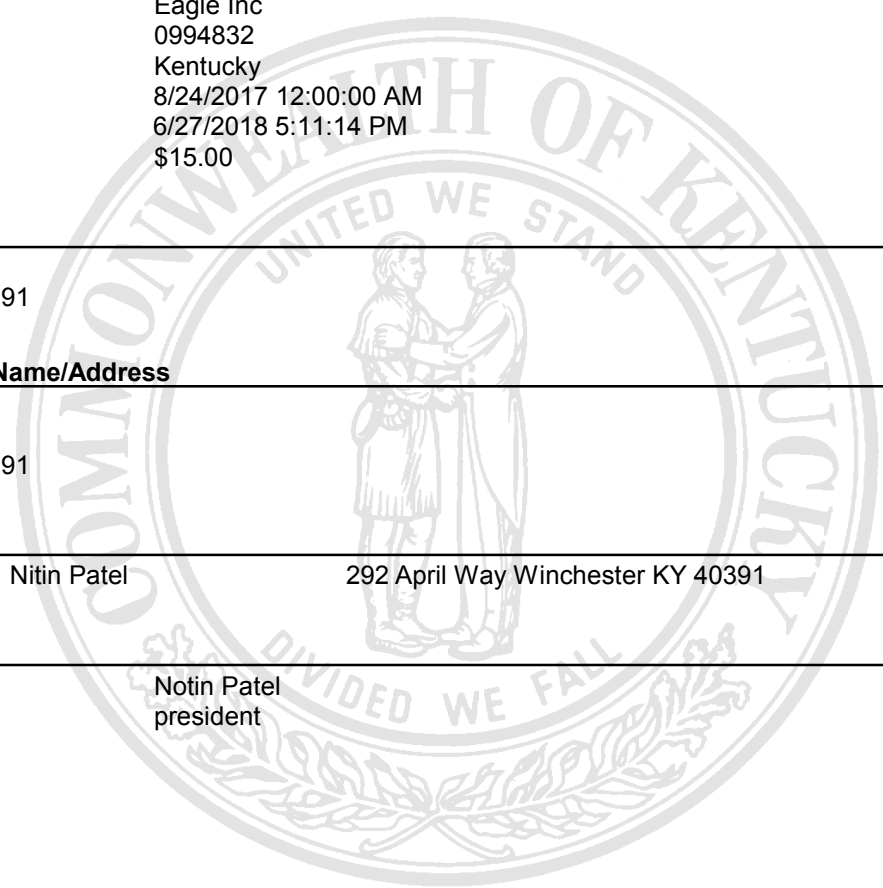 Eagle Inc
0994832
Kentucky
8/24/2017 12:00:00 AM
6/27/2018 5:11:14 PM
$15.00
COMMONWEALTH OF KENTUCKY
UNITED WE STAND
91
Name/Address
91
Nitin Patel 292 April Way Winchester KY 40391
DIVIDED WE FALL
Notin Patel
president